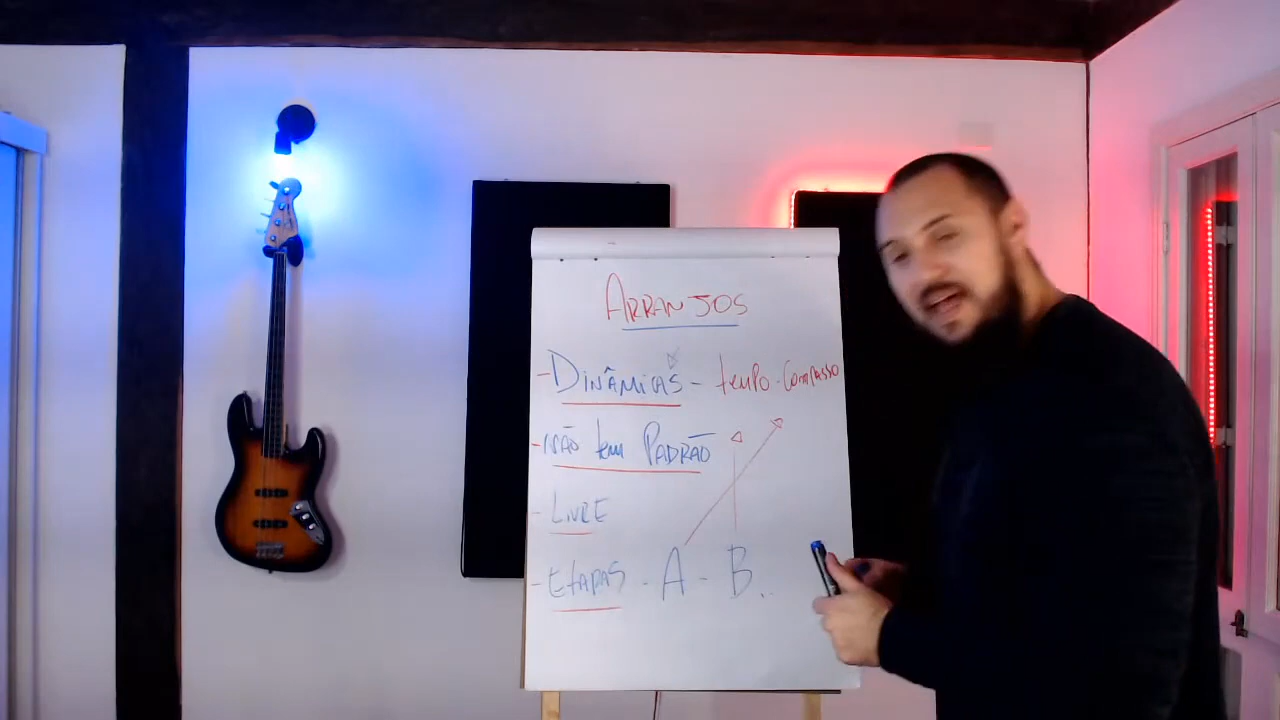 ARRANJOS
- DINÂMICAS - tempo - Compasso
- NÃO tem PADRÃO
- LIVRE
- ETAPAS - A - B..